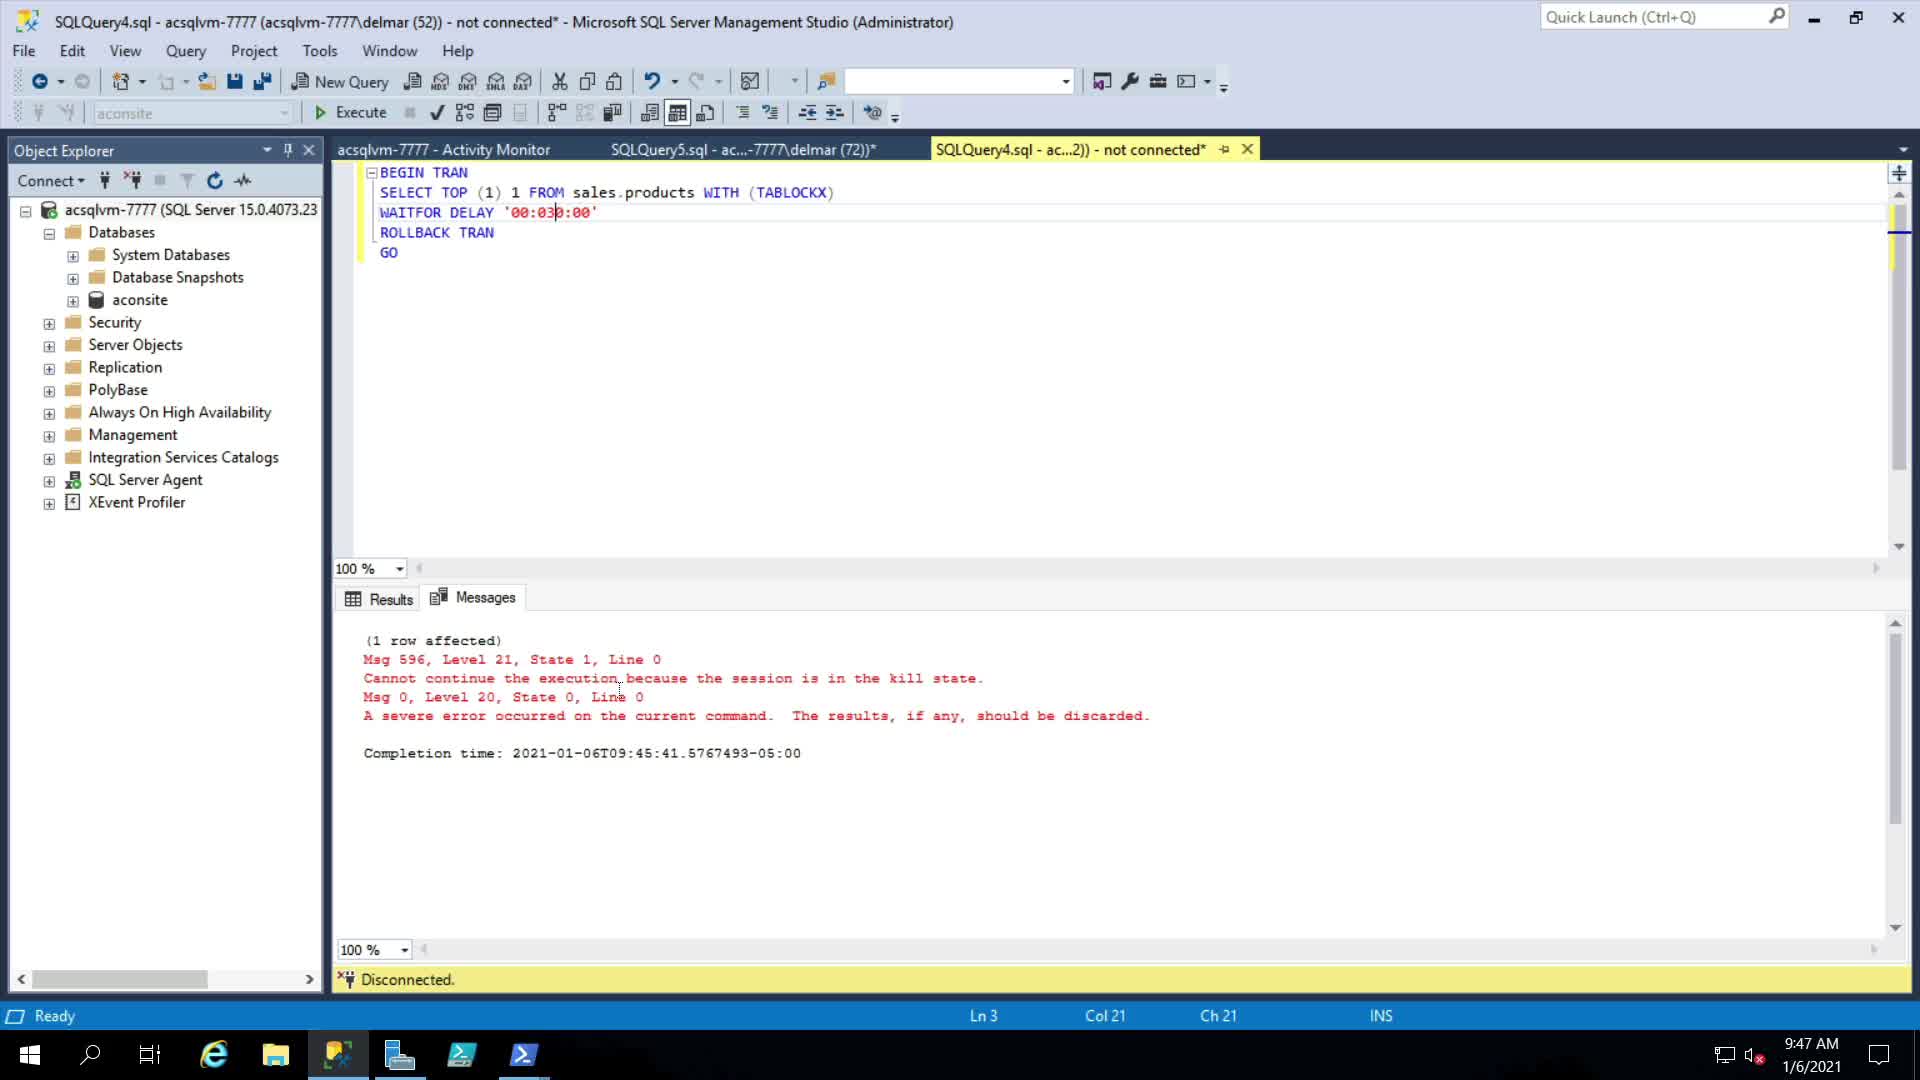 SQLQuery4.sql - acsqlvm-7777 (acsqlvm-7777\delmar (52)) - not connected* - Microsoft SQL Server Management Studio (Administrator)
Quick Launch (Ctrl+Q)
File Edit View Query Project Tools Window Help
New Query
MDX DMX XMLA DAX
aconsite
Execute
Object Explorer
acsqlvm-7777 - Activity Monitor
SQLQuery5.sql - ac...-7777\delmar (72))*
SQLQuery4.sql - ac...2)) - not connected*
Connect
acsqlvm-7777 (SQL Server 15.0.4073.23
Databases
System Databases
Database Snapshots
aconsite
Security
Server Objects
Replication
PolyBase
Always On High Availability
Management
Integration Services Catalogs
SQL Server Agent
XEvent Profiler
BEGIN TRAN
SELECT TOP (1) 1 FROM sales.products WITH (TABLOCKX)
WAITFOR DELAY '00:030:00'
ROLLBACK TRAN
GO
100 %
Results
Messages
(1 row affected)
Msg 596, Level 21, State 1, Line 0
Cannot continue the execution because the session is in the kill state.
Msg 0, Level 20, State 0, Line 0
A severe error occurred on the current command.  The results, if any, should be discarded.
Completion time: 2021-01-06T09:45:41.5767493-05:00
100 %
Disconnected.
Ready
Ln 3
Col 21
Ch 21
INS
9:47 AM
1/6/2021